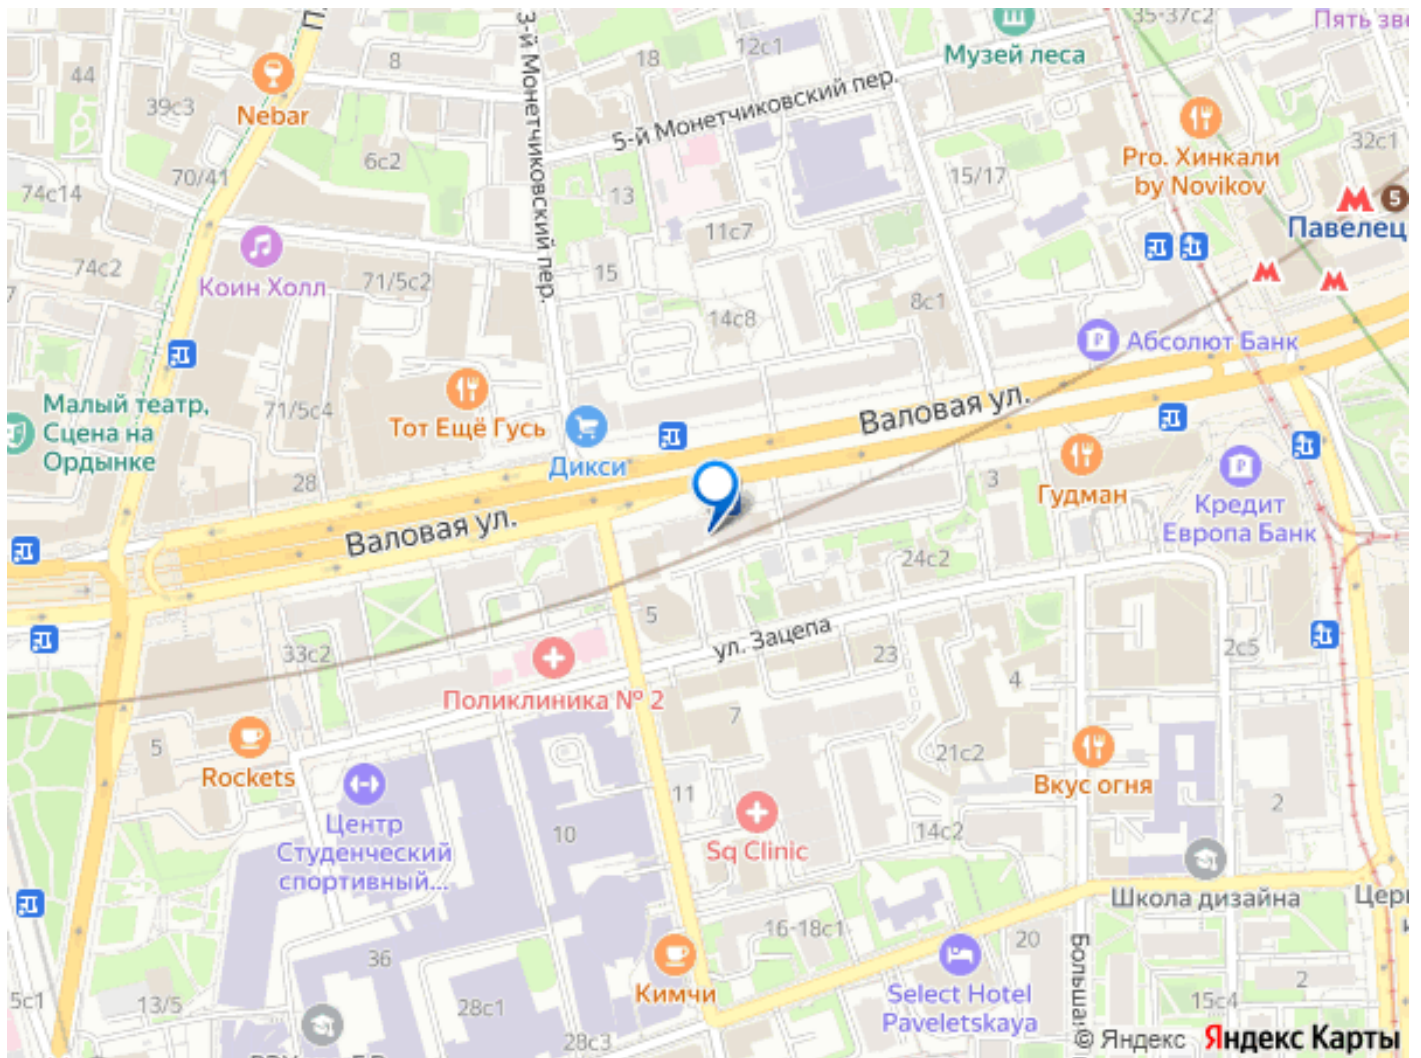 35-37с2
Пять зве
12с1
18
8
Музей леса
44
39с3
Nebar
3-й Монетчиковский пер.
5-й Монетчиковский пер.
Pro. Хинкали
by Novikov
32с1
6с2
70/41
74с14
13
15/17
5
Павелец
11с7
74с2
7
Коин Холл
71/5с2
15
14с8
8с1
Абсолют Банк
Малый театр,
Сцена на
Ордынке
71/5с4
Тот Ещё Гусь
Дикси
Валовая ул.
28
3
Гудман
Кредит
Европа Банк
Валовая ул.
24с2
5
ул. Зацепа
33с2
23
2с5
Поликлиника № 2
4
7
5
Rockets
21с2
Вкус огня
11
2
Центр
Студенческий
спортивный...
10
Sq Clinic
14с2
Школа дизайна
Церк
и
16-18с1
20
36
Кимчи
Select Hotel
Paveletskaya
Большая
2
5с1
13/5
28с1
15с4
28с3
© Яндекс Яндекс Карты